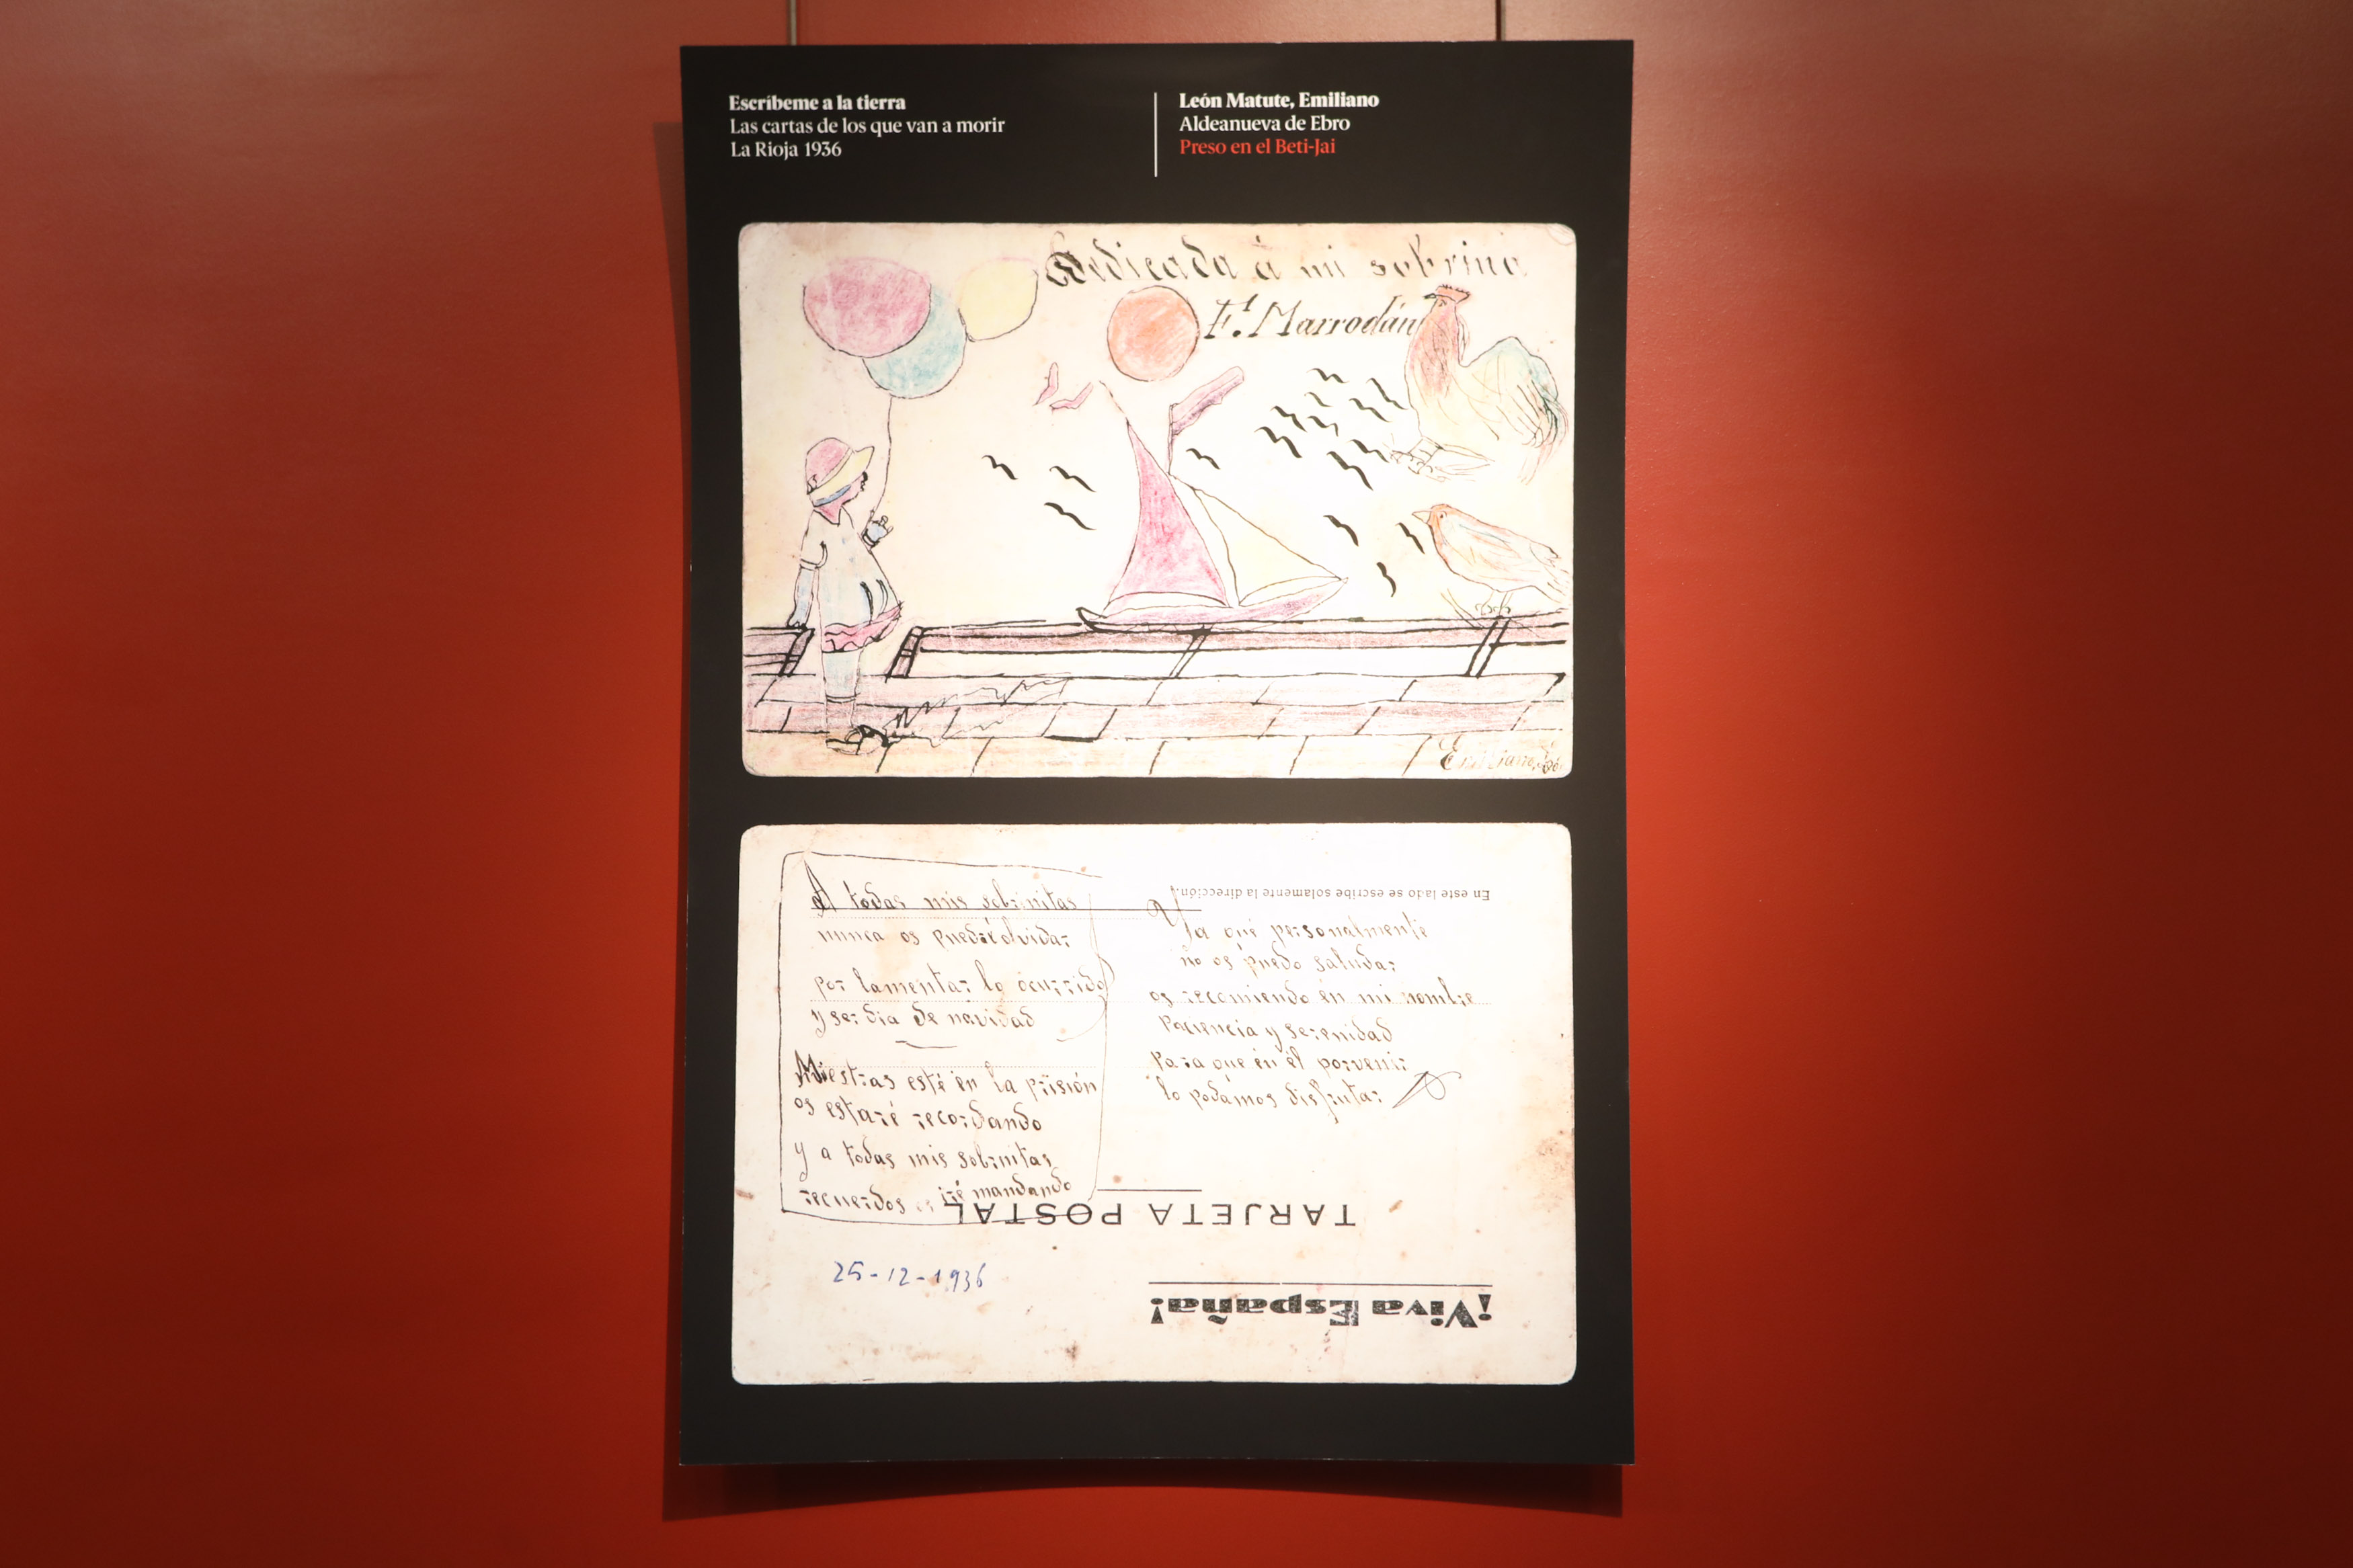 Escríbeme a la tierra
Las cartas de los que van a morir
La Rioja 1936
León Matute, Emiliano
Aldeanueva de Ebro
Preso en el Beti-Jai
Dedicada á mi sobrina
Fª. Marrodán
Emiliano
A todas mis sobrinitas
nunca os puedo olvidar
por lamentar lo ocurrido
y ser dia de navidad
Mientras esté en la prisión
os estaré recordando
y a todas mis sobrinitas
recuerdos os iré mandando
En este lado se escribe solamente la dirección.
Ya que personalmente
no os puedo saludar
os recomiendo en mi nombre
paciencia y serenidad
para que en él porvenir
lo podamos disfrutar
TARJETA POSTAL
25-12-1936
¡Viva España!